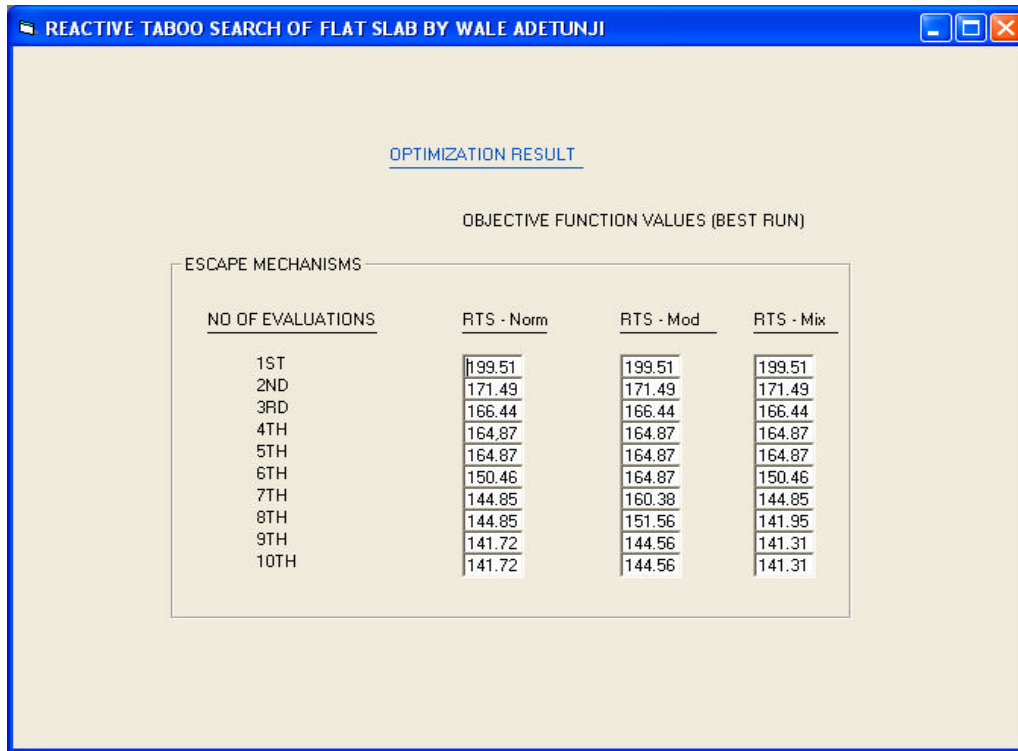 REACTIVE TABOO SEARCH OF FLAT SLAB BY WALE ADETUNJI
OPTIMIZATION RESULT
OBJECTIVE FUNCTION VALUES (BEST RUN)
ESCAPE MECHANISMS
NO OF EVALUATIONS RTS - Norm RTS - Mod RTS - Mix
1ST 199.51 199.51 199.51
2ND 171.49 171.49 171.49
3RD 166.44 166.44 166.44
4TH 164.87 164.87 164.87
5TH 164.87 164.87 164.87
6TH 150.46 164.87 150.46
7TH 144.85 160.38 144.85
8TH 144.85 151.56 141.95
9TH 141.72 144.56 141.31
10TH 141.72 144.56 141.31